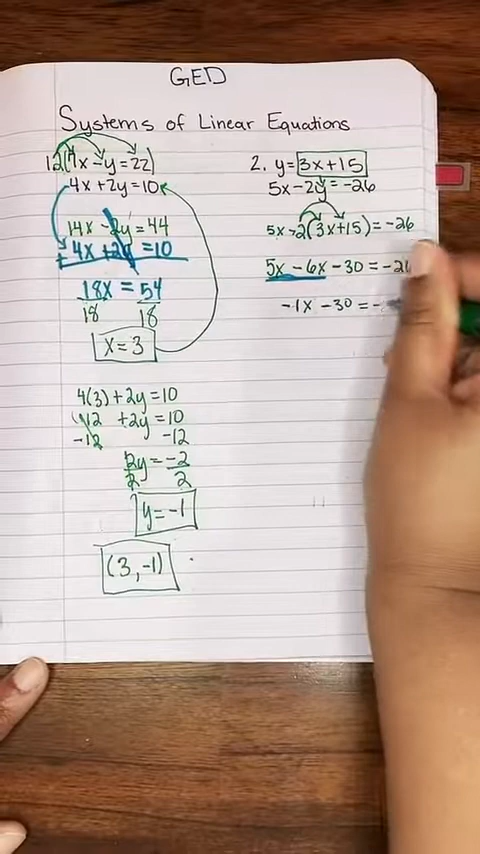 GED
Systems of Linear Equations
12(7x - y = 22)
4x + 2y = 10
14x - 2y = 44
+ 4x + 2y = 10
18x = 54
18 18
x = 3
4(3) + 2y = 10
12 + 2y = 10
-12 -12
2y = -2
2 2
y = -1
(3, -1)
2. y = 3x + 15
5x - 2y = -26
5x - 2(3x + 15) = -26
5x - 6x - 30 = -26
-1x - 30 = -